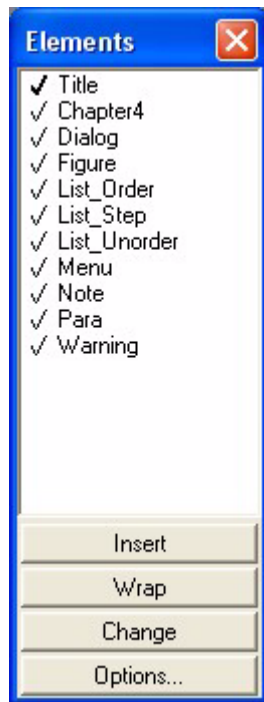 Elements
Title
Chapter4
Dialog
Figure
List_Order
List_Step
List_Unorder
Menu
Note
Para
Warning
Insert
Wrap
Change
Options...